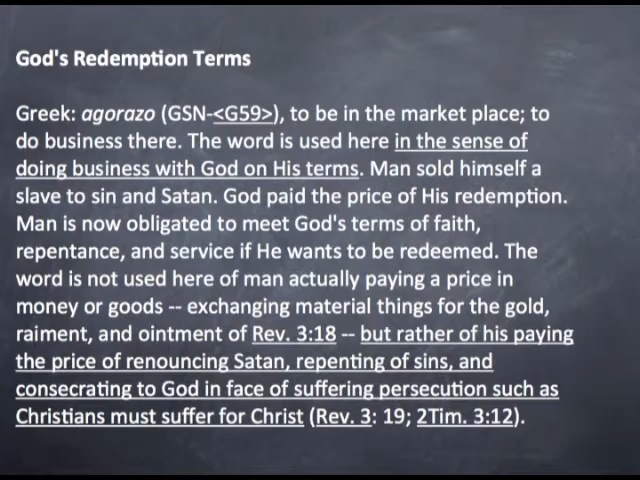 God's Redemption Terms
Greek: agorazo (GSN-<G59>), to be in the market place; to
do business there. The word is used here in the sense of
doing business with God on His terms. Man sold himself a
slave to sin and Satan. God paid the price of His redemption.
Man is now obligated to meet God's terms of faith,
repentance, and service if He wants to be redeemed. The
word is not used here of man actually paying a price in
money or goods -- exchanging material things for the gold,
raiment, and ointment of Rev. 3:18 -- but rather of his paying
the price of renouncing Satan, repenting of sins, and
consecrating to God in face of suffering persecution such as
Christians must suffer for Christ (Rev. 3: 19; 2Tim. 3:12).